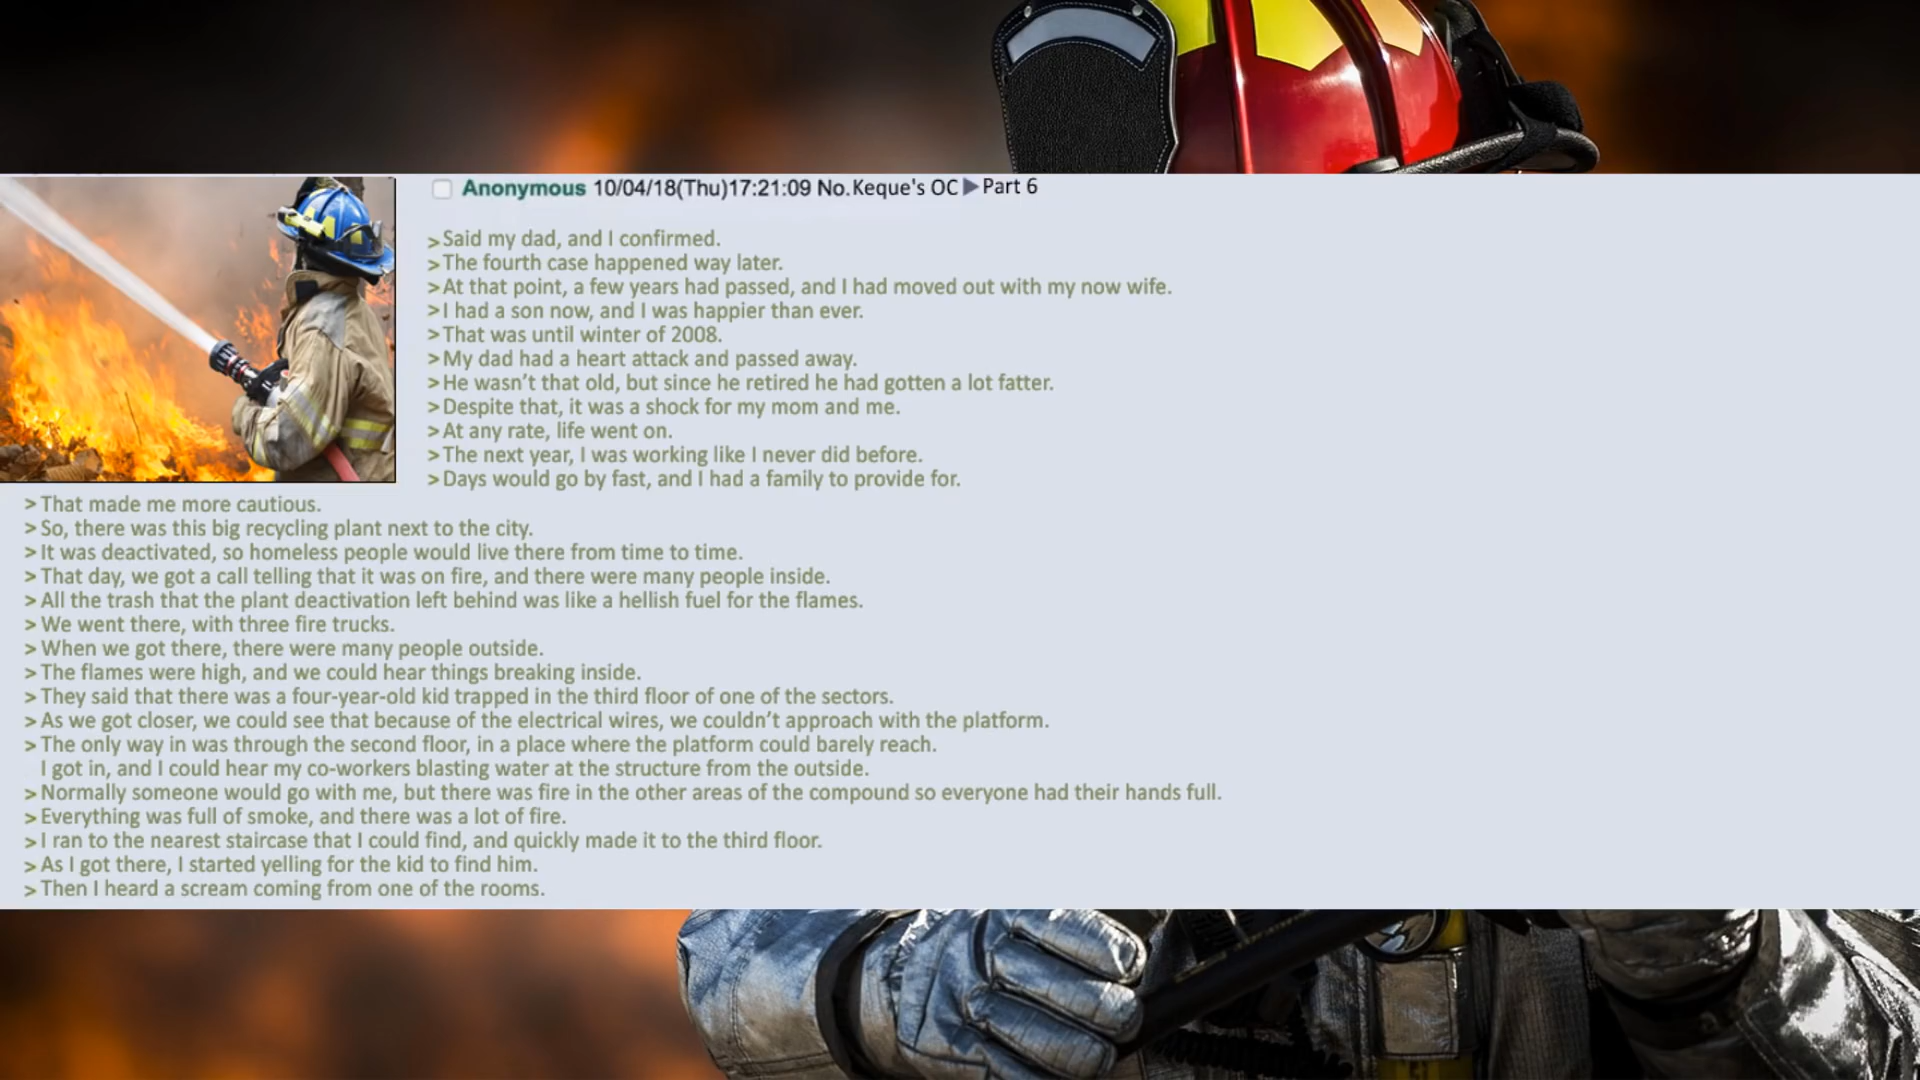 Anonymous 10/04/18(Thu)17:21:09 No.Keque's OC ▶ Part 6
>Said my dad, and I confirmed.
>The fourth case happened way later.
>At that point, a few years had passed, and I had moved out with my now wife.
>I had a son now, and I was happier than ever.
>That was until winter of 2008.
>My dad had a heart attack and passed away.
>He wasn't that old, but since he retired he had gotten a lot fatter.
>Despite that, it was a shock for my mom and me.
>At any rate, life went on.
>The next year, I was working like I never did before.
>Days would go by fast, and I had a family to provide for.
>That made me more cautious.
>So, there was this big recycling plant next to the city.
>It was deactivated, so homeless people would live there from time to time.
>That day, we got a call telling that it was on fire, and there were many people inside.
>All the trash that the plant deactivation left behind was like a hellish fuel for the flames.
>We went there, with three fire trucks.
>When we got there, there were many people outside.
>The flames were high, and we could hear things breaking inside.
>They said that there was a four-year-old kid trapped in the third floor of one of the sectors.
>As we got closer, we could see that because of the electrical wires, we couldn't approach with the platform.
>The only way in was through the second floor, in a place where the platform could barely reach.
I got in, and I could hear my co-workers blasting water at the structure from the outside.
>Normally someone would go with me, but there was fire in the other areas of the compound so everyone had their hands full.
>Everything was full of smoke, and there was a lot of fire.
>I ran to the nearest staircase that I could find, and quickly made it to the third floor.
>As I got there, I started yelling for the kid to find him.
>Then I heard a scream coming from one of the rooms.